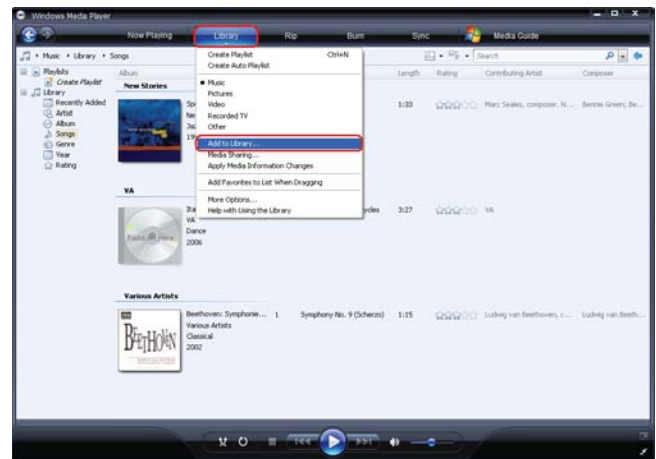 Windows Media Player
Now Playing
Library
Rip
Burn
Sync
Media Guide
Music • Library • Songs
Search
Create Playlist Ctrl+N
Create Auto Playlist
Music
Pictures
Video
Recorded TV
Other
Add to Library...
Media Sharing...
Apply Media Information Changes
Add Favorites to List When Dragging
More Options...
Help with Using the Library
Playlists
Create Playlist
Library
Recently Added
Artist
Album
Songs
Genre
Year
Rating
Album
Length
Rating
Contributing Artist
Composer
New Stories
1:33
Marc Seales, composer. N...
Bennie Green; Be...
VA
3:27
VA
VA
Dance
2006
Paste Art Here
Various Artists
Beethoven: Symphonie...
1
Symphony No. 9 (Scherzo)
1:15
Ludwig van Beethoven, c...
Ludwig van Beeth...
Various Artists
Classical
2002
BEETHOVEN